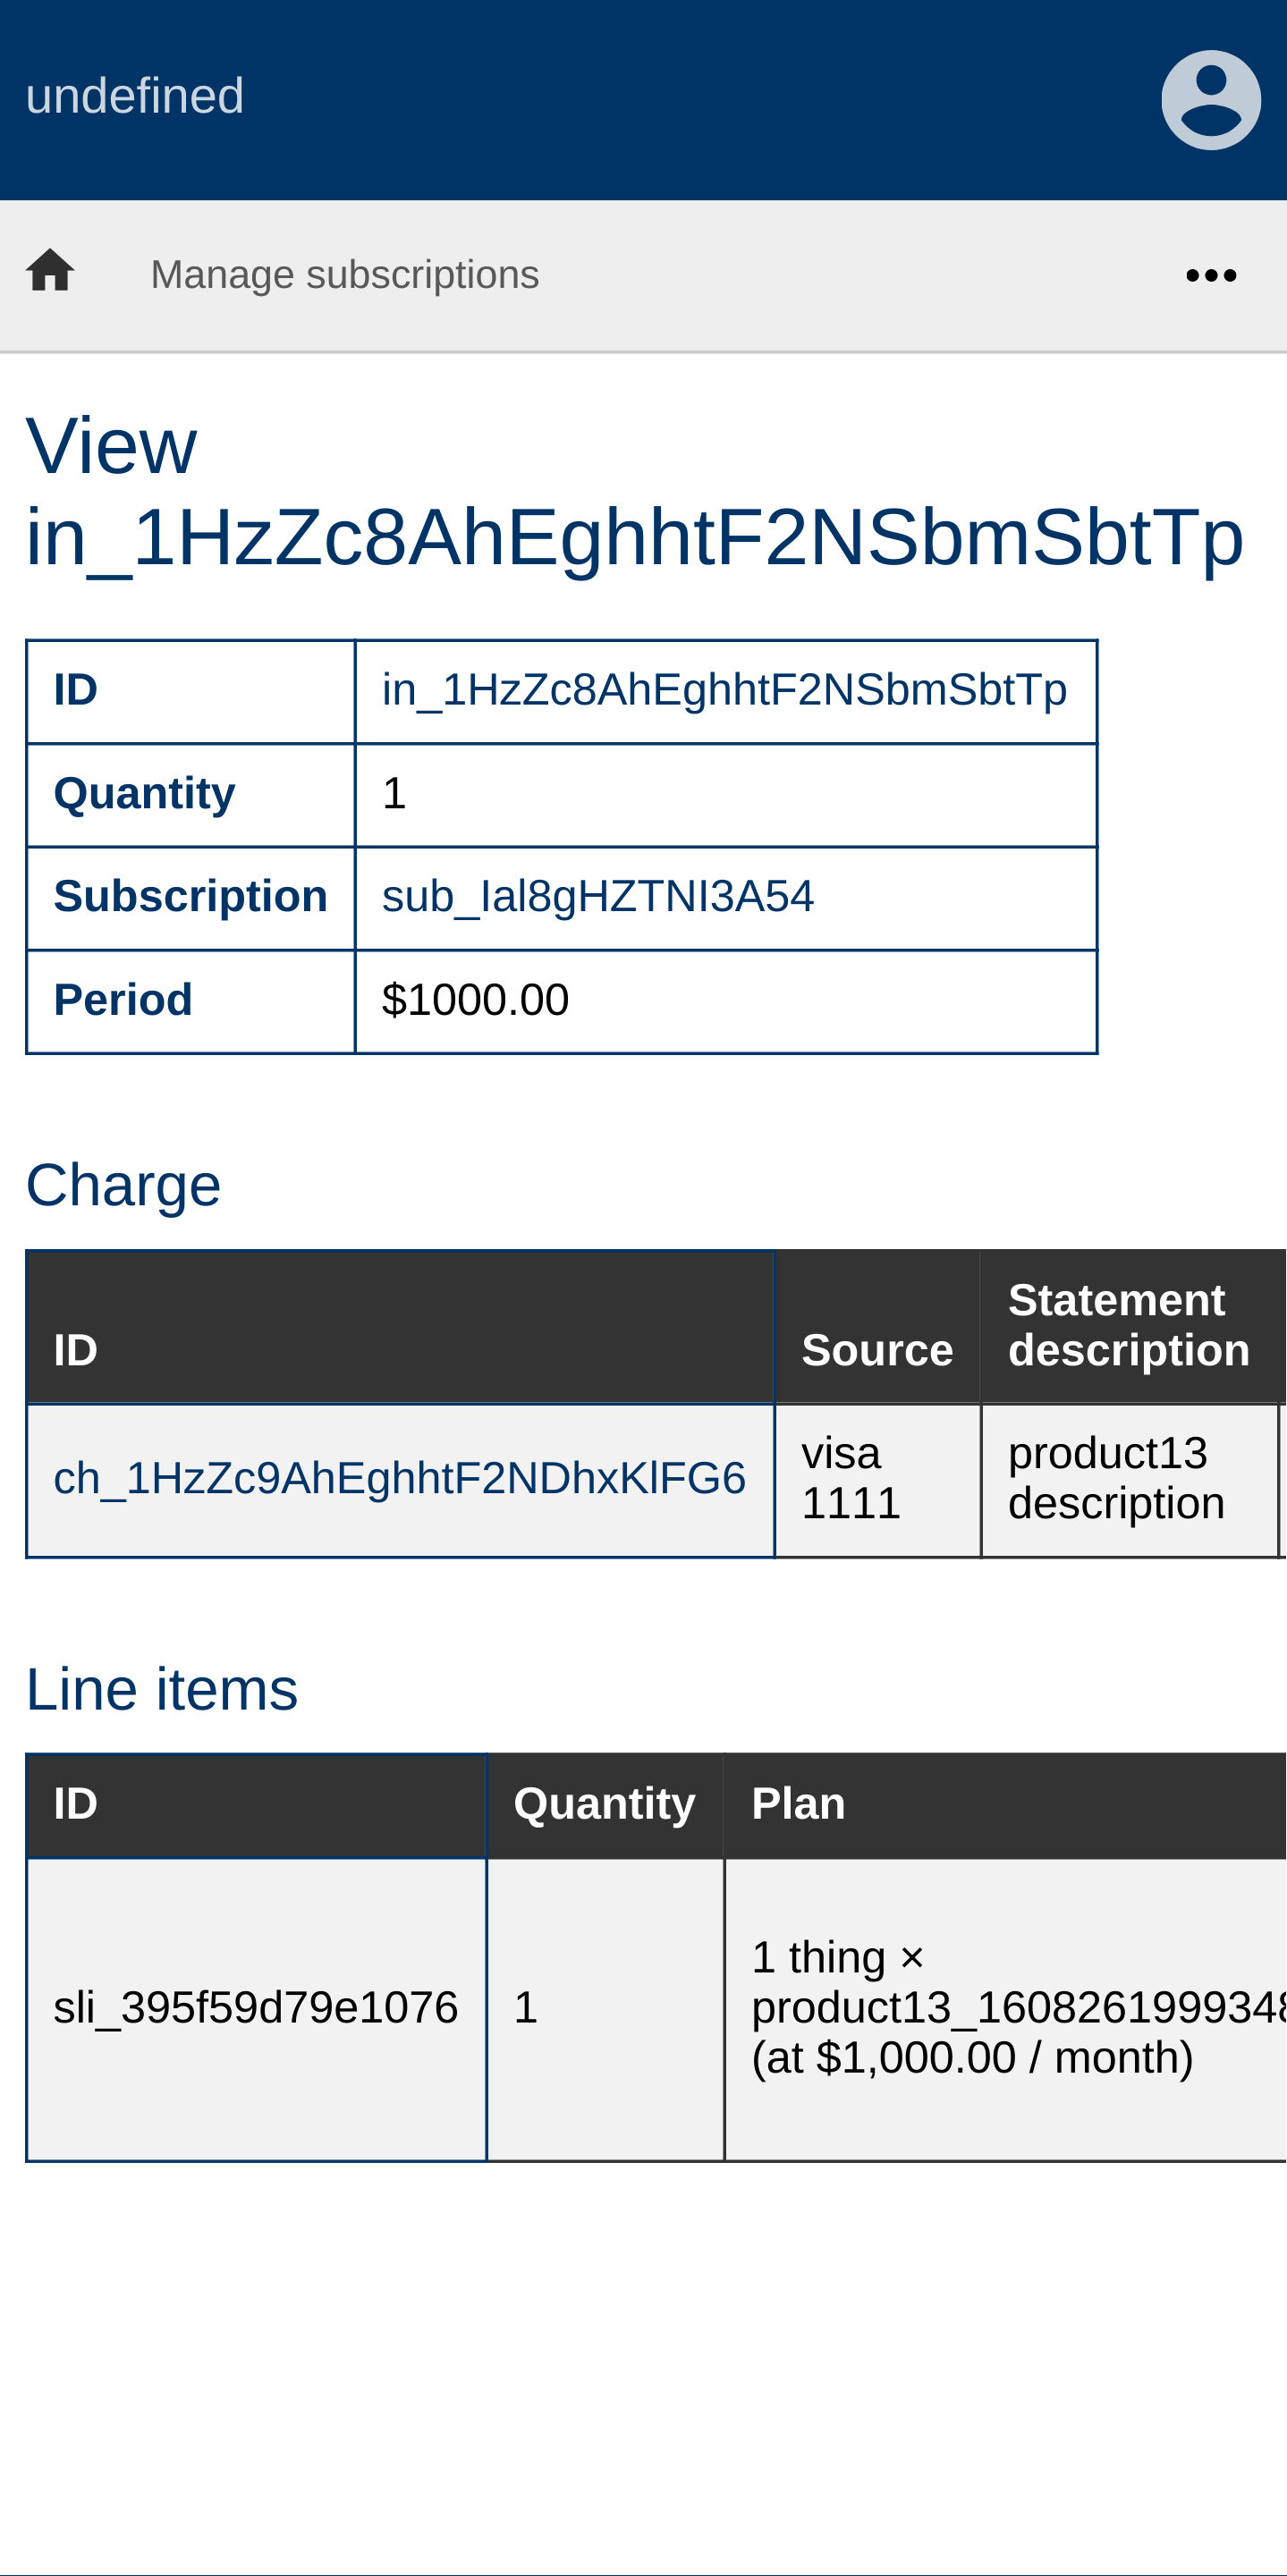 undefined
Manage subscriptions
View
in_1HzZc8AhEghhtF2NSbmSbtTp
ID in_1HzZc8AhEghhtF2NSbmSbtTp
Quantity 1
Subscription sub_Ial8gHZTNI3A54
Period $1000.00
Charge
Statement
ID Source description
visa product13
ch_1HzZc9AhEghhtF2NDhxKlFG6
1111 description
Line items
ID Quantity Plan
1 thing ×
sli_395f59d79e1076 1 product13_1608261999348
(at $1,000.00 / month)